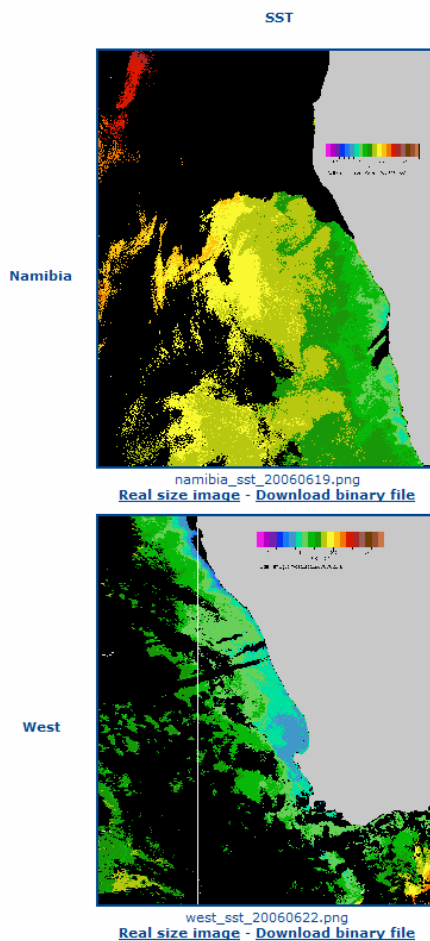 SST
Namibia
namibia_sst_20060619.png
Real size image - Download binary file
West
west_sst_20060622.png
Real size image - Download binary file